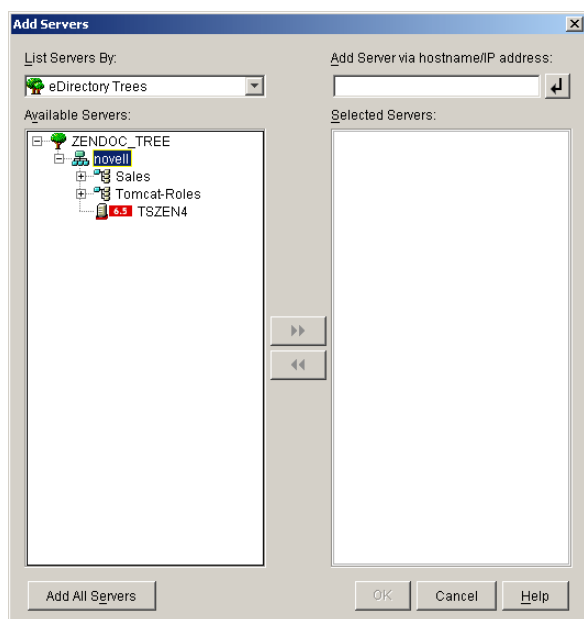 Add Servers
List Servers By:
eDirectory Trees
Add Server via hostname/IP address:
Available Servers:
Selected Servers:
ZENDOC_TREE
novell
Sales
Tomcat-Roles
6.5 TSZEN4
Add All Servers
OK
Cancel
Help